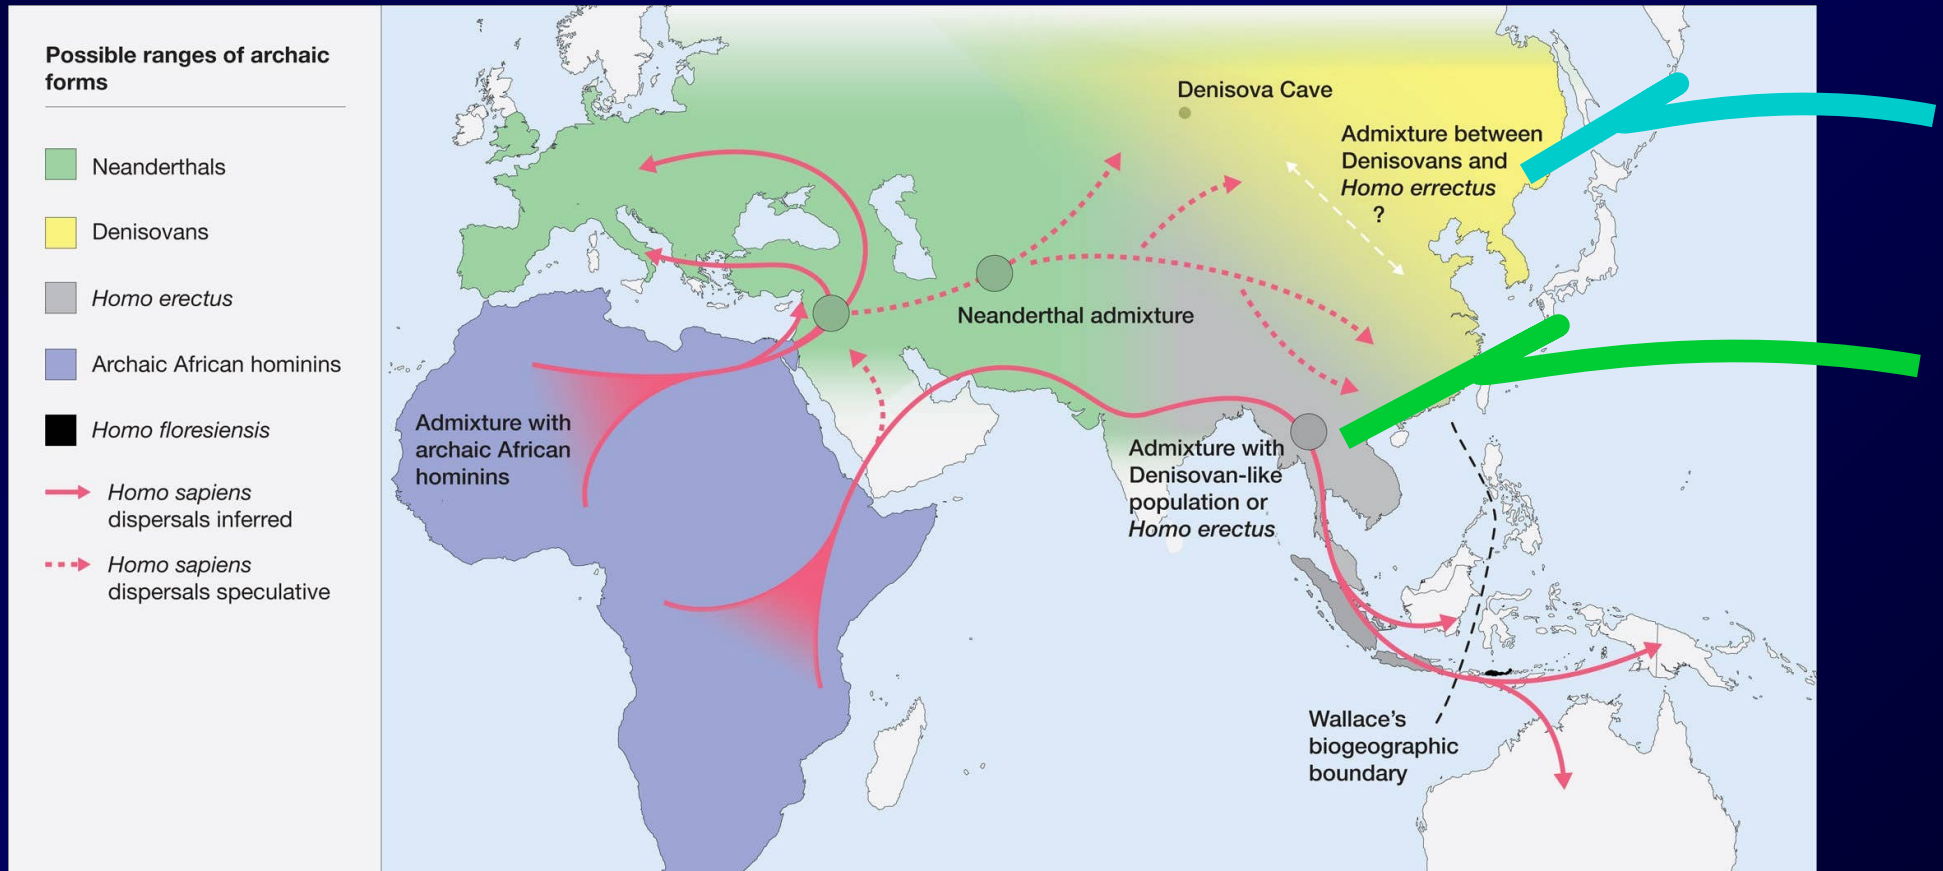 Possible ranges of archaic
forms
Neanderthals
Denisovans
Homo erectus
Archaic African hominins
Homo floresiensis
Homo sapiens
dispersals inferred
Homo sapiens
dispersals speculative
Denisova Cave
Admixture between
Denisovans and
Homo errectus
?
Neanderthal admixture
Admixture with
archaic African
hominins
Admixture with
Denisovan-like
population or
Homo erectus
Wallace’s
biogeographic
boundary